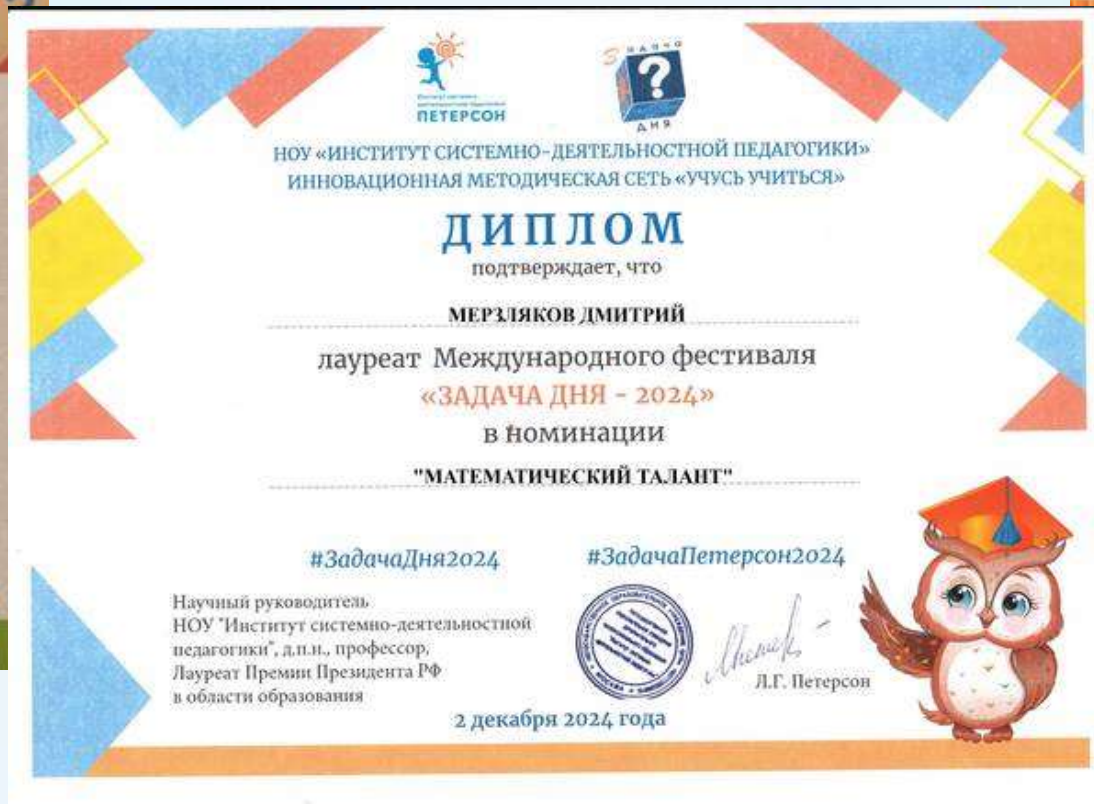 ПЕТЕРСОН
ЗАДАЧА
?
ДНЯ
НОУ «ИНСТИТУТ СИСТЕМНО-ДЕЯТЕЛЬНОСТНОЙ ПЕДАГОГИКИ»
ИННОВАЦИОННАЯ МЕТОДИЧЕСКАЯ СЕТЬ «УЧУСЬ УЧИТЬСЯ»
ДИПЛОМ
подтверждает, что
МЕРЗЛЯКОВ ДМИТРИЙ
лауреат Международного фестиваля
«ЗАДАЧА ДНЯ - 2024»
в номинации
"МАТЕМАТИЧЕСКИЙ ТАЛАНТ"
#ЗадачаДня2024
#ЗадачаПетерсон2024
Научный руководитель
НОУ "Институт системно-деятельностной
педагогики", д.п.н., профессор,
Лауреат Премии Президента РФ
в области образования
Л.Г. Петерсон
2 декабря 2024 года